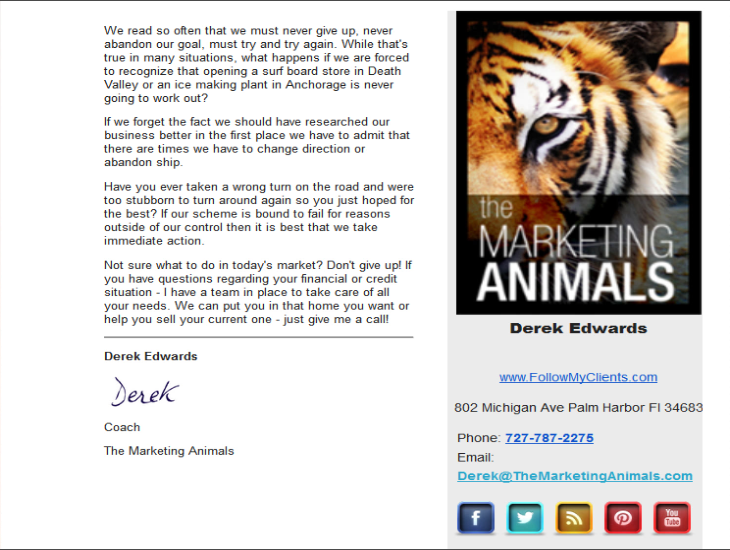 We read so often that we must never give up, never
abandon our goal, must try and try again. While that's
true in many situations, what happens if we are forced
to recognize that opening a surf board store in Death
Valley or an ice making plant in Anchorage is never
going to work out?
If we forget the fact we should have researched our
business better in the first place we have to admit that
there are times we have to change direction or
abandon ship.
Have you ever taken a wrong turn on the road and were
too stubborn to turn around again so you just hoped for
the best? If our scheme is bound to fail for reasons
outside of our control then it is best that we take
immediate action.
Not sure what to do in today's market? Don't give up! If
you have questions regarding your financial or credit
situation - I have a team in place to take care of all
your needs. We can put you in that home you want or
help you sell your current one - just give me a call!
Derek Edwards
Derek
Coach
The Marketing Animals
the
MARKETING
ANIMALS
Derek Edwards
www.FollowMyClients.com
802 Michigan Ave Palm Harbor Fl 34683
Phone: 727-787-2275
Email:
Derek@TheMarketingAnimals.com
You
Tube